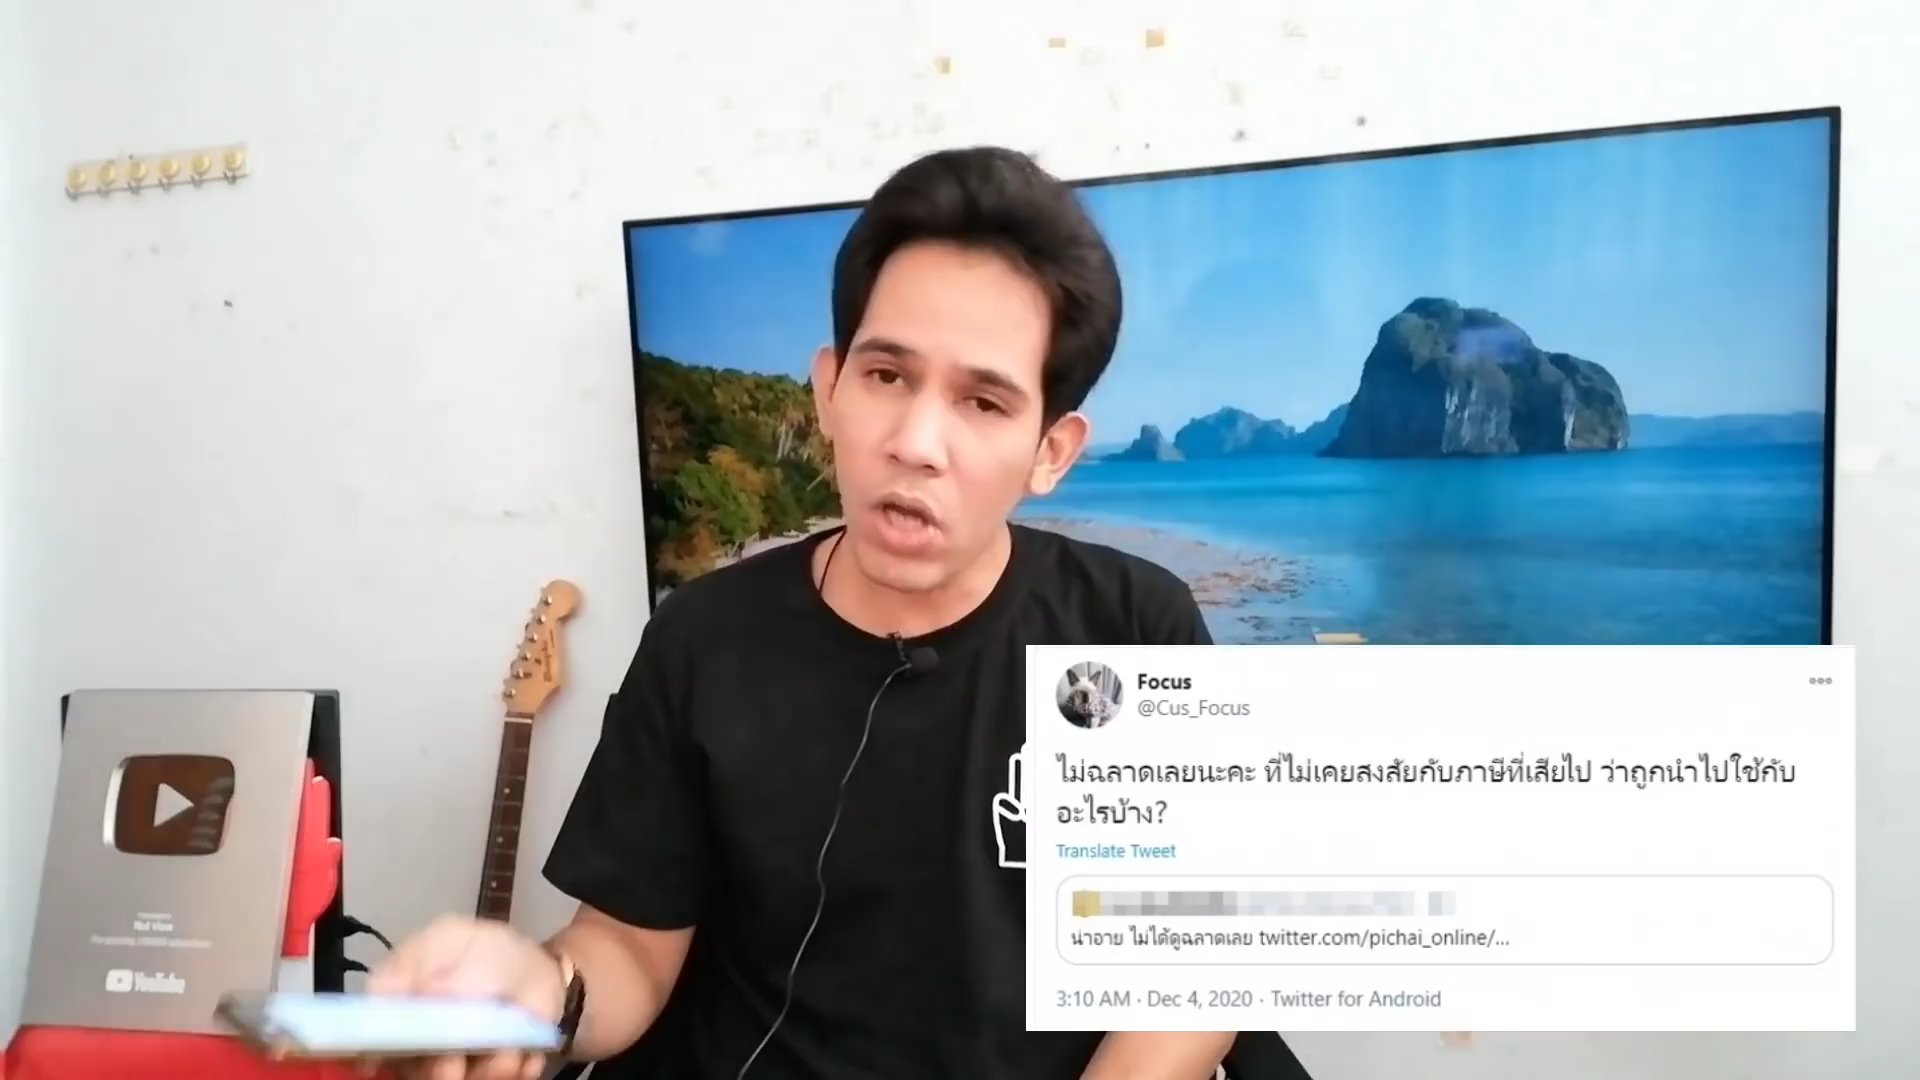 Nut View
YouTube
Focus
@Cus_Focus
ไม่ฉลาดเลยนะคะ ที่ไม่เคยสงสัยกับภาษีที่เสียไป ว่าถูกนำไปใช้กับ
อะไรบ้าง?
Translate Tweet
น่าอาย ไม่ได้ดูฉลาดเลย twitter.com/pichai_online/...
3:10 AM · Dec 4, 2020 · Twitter for Android